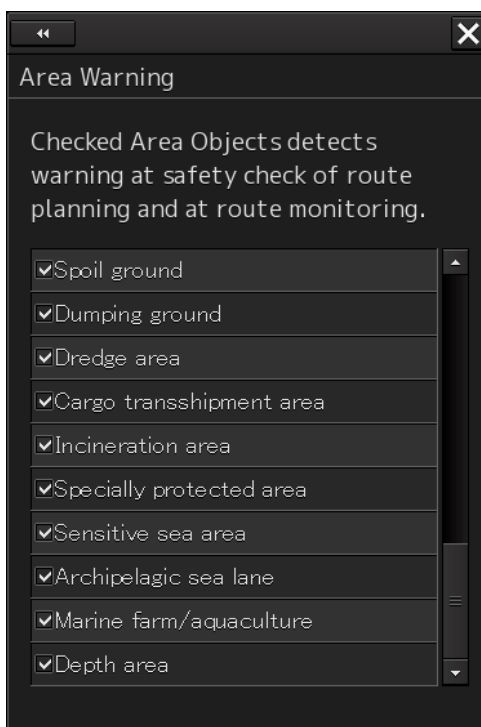 Area Warning
Checked Area Objects detects
warning at safety check of route
planning and at route monitoring.
Spoil ground
Dumping ground
Dredge area
Cargo transshipment area
Incineration area
Specially protected area
Sensitive sea area
Archipelagic sea lane
Marine farm/aquaculture
Depth area